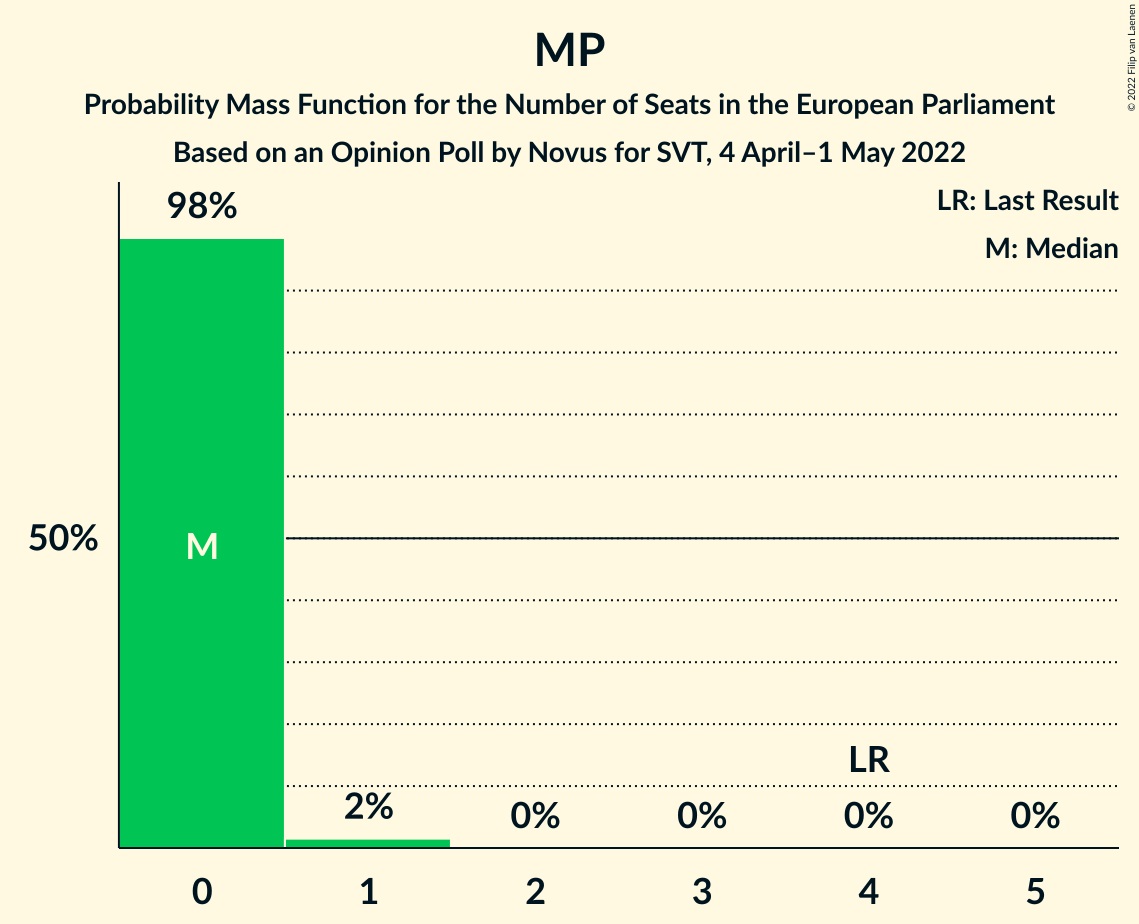 MP
Probability Mass Function for the Number of Seats in the European Parliament
Based on an Opinion Poll by Novus for SVT, 4 April–1 May 2022
© 2022 Filip van Laenen
LR: Last Result
M: Median
98%
50%
M
2%
0%
0%
LR
0%
0%
0 1 2 3 4 5